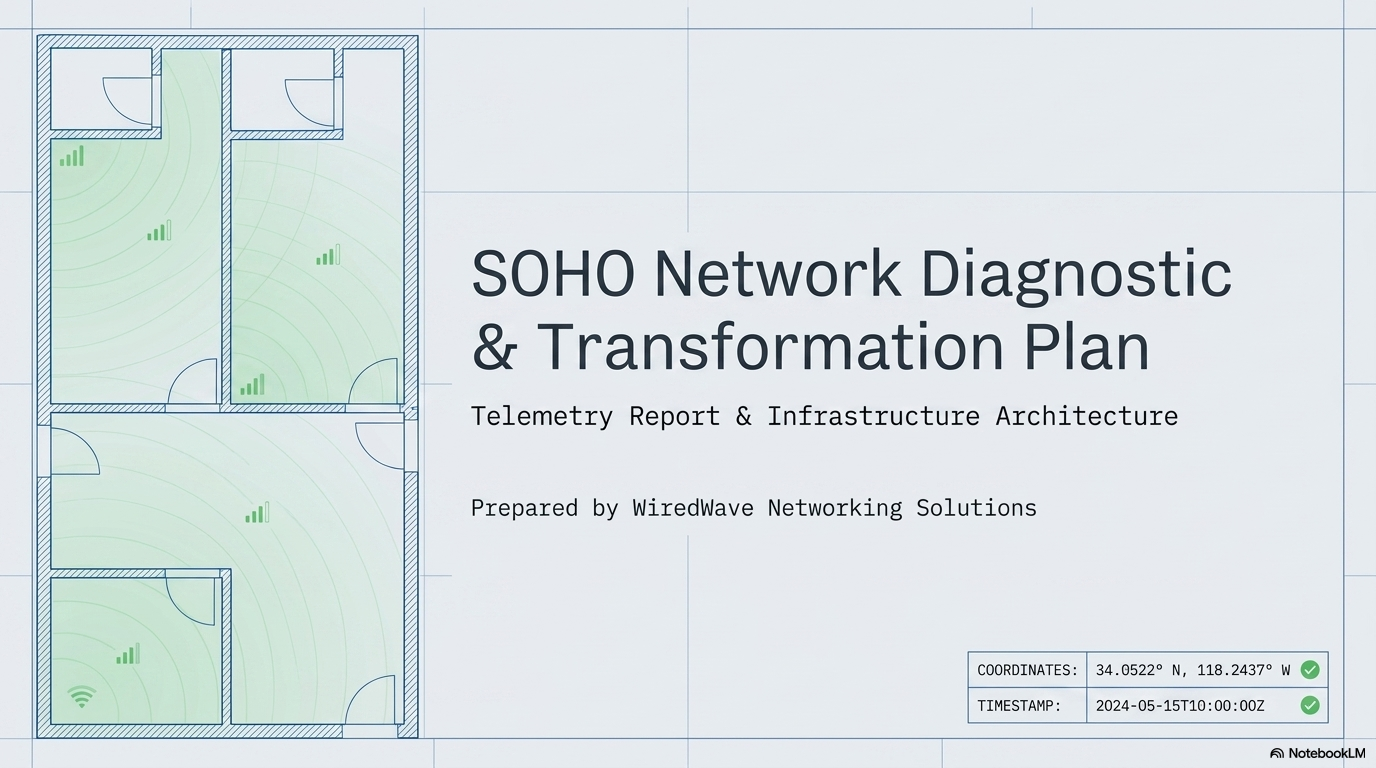 SOHO Network Diagnostic
& Transformation Plan
Telemetry Report & Infrastructure Architecture
Prepared by WiredWave Networking Solutions
COORDINATES: 34.0522° N, 118.2437° W
TIMESTAMP: 2024-05-15T10:00:00Z
NotebookLM